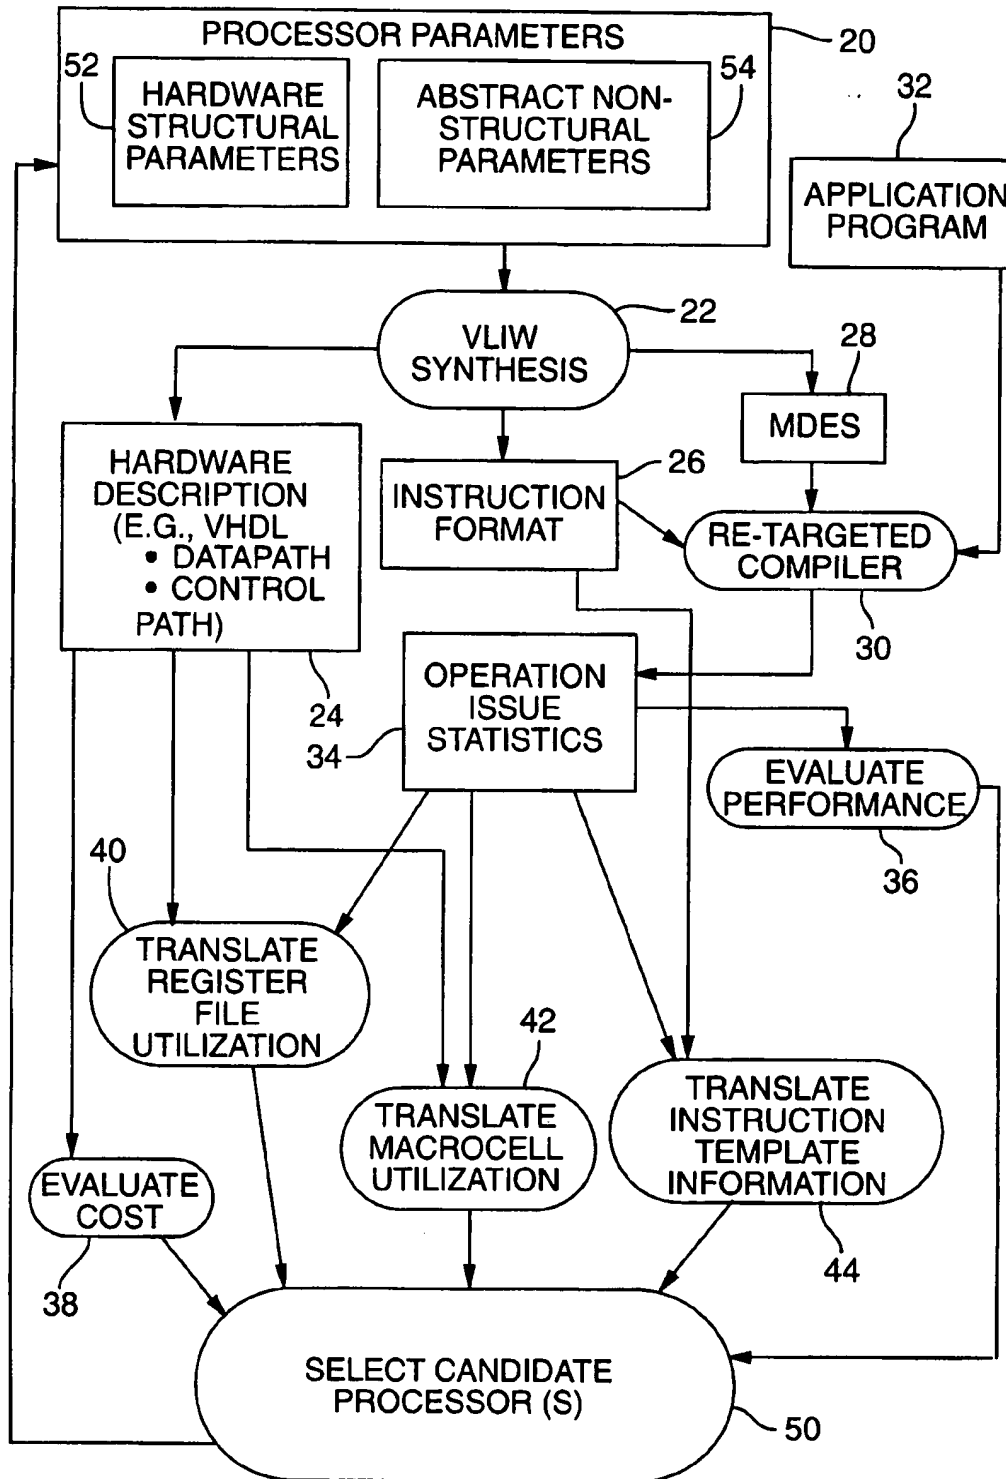 PROCESSOR PARAMETERS
20
52
HARDWARE
STRUCTURAL
PARAMETERS
ABSTRACT NON-
STRUCTURAL
PARAMETERS
54
32
APPLICATION
PROGRAM
VLIW
SYNTHESIS
22
28
MDES
HARDWARE
DESCRIPTION
(E.G., VHDL
• DATAPATH
• CONTROL
PATH)
24
INSTRUCTION
FORMAT
26
RE-TARGETED
COMPILER
30
OPERATION
ISSUE
STATISTICS
34
EVALUATE
PERFORMANCE
36
40
TRANSLATE
REGISTER
FILE
UTILIZATION
42
TRANSLATE
MACROCELL
UTILIZATION
TRANSLATE
INSTRUCTION
TEMPLATE
INFORMATION
44
EVALUATE
COST
38
SELECT CANDIDATE
PROCESSOR (S)
50